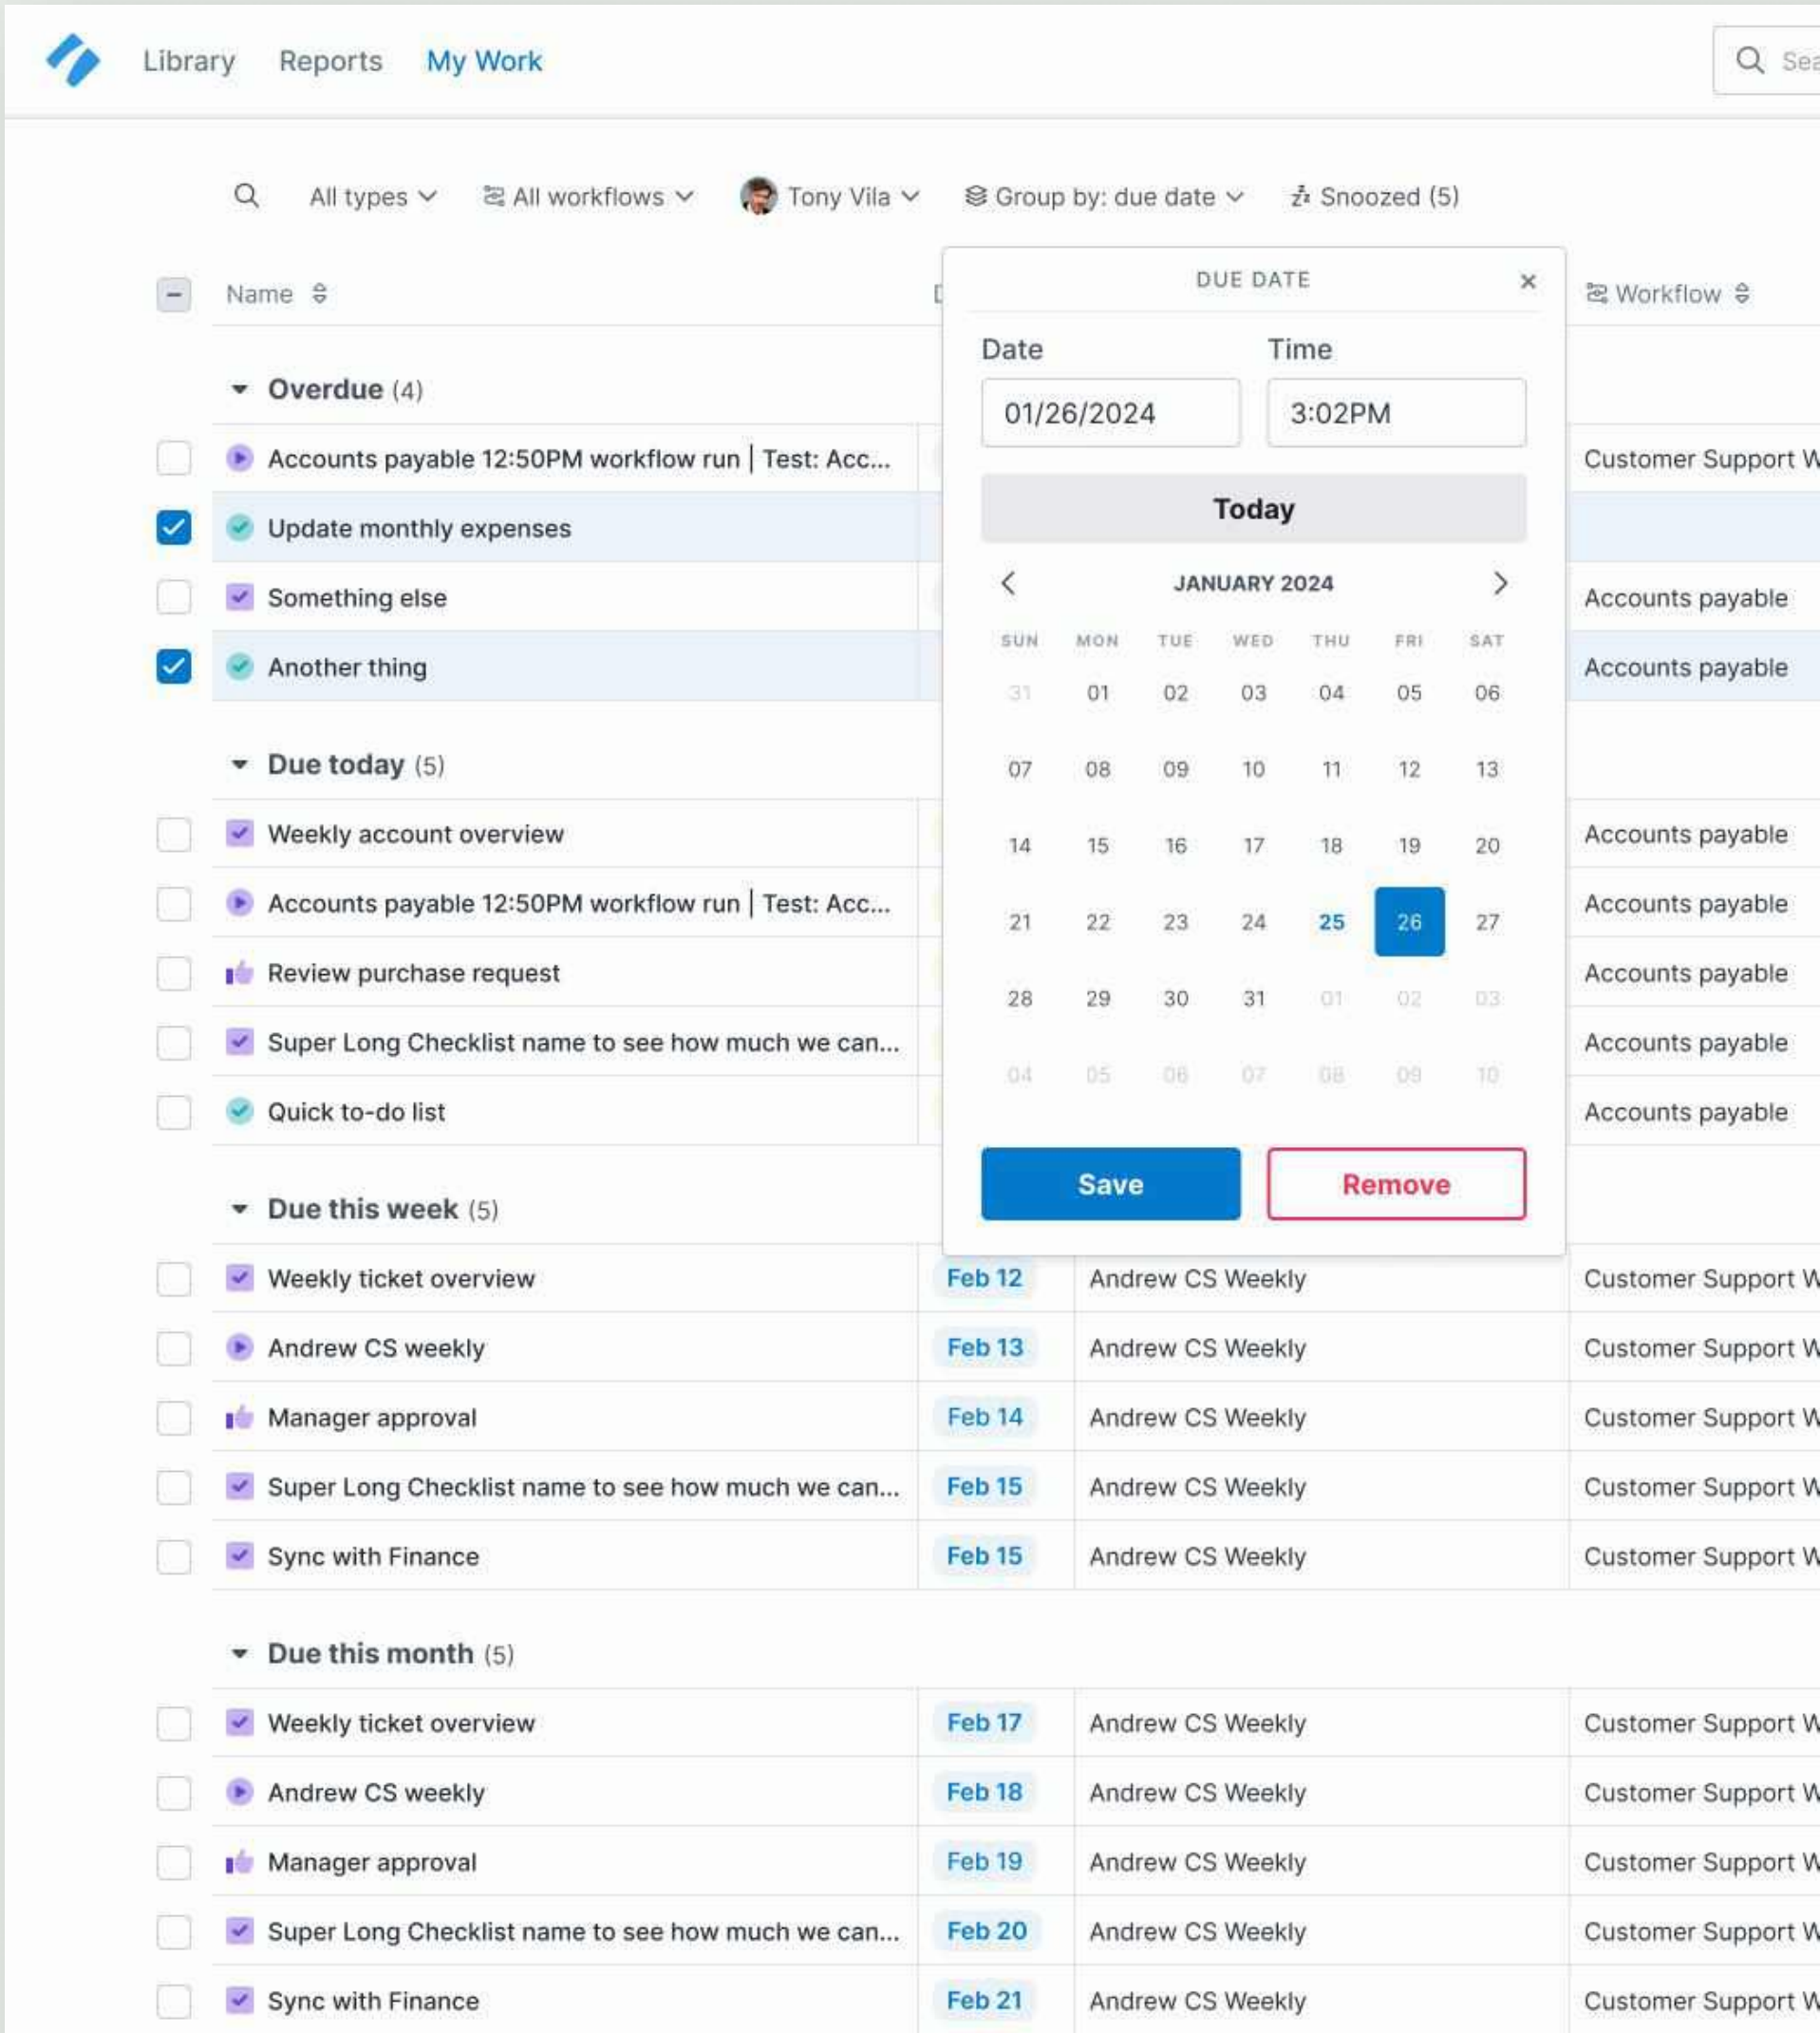 Library Reports My Work Sea
All types All workflows Tony Vila Group by: due date Snoozed (5)
Name Workflow
DUE DATE
Date Time
01/26/2024 3:02PM
Today
JANUARY 2024
SUN MON TUE WED THU FRI SAT
31 01 02 03 04 05 06
07 08 09 10 11 12 13
14 15 16 17 18 19 20
21 22 23 24 25 26 27
28 29 30 31 01 02 03
04 05 06 07 08 09 10
Save Remove
Overdue (4)
Accounts payable 12:50PM workflow run | Test: Acc... Customer Support W
Update monthly expenses
Something else Accounts payable
Another thing Accounts payable
Due today (5)
Weekly account overview Accounts payable
Accounts payable 12:50PM workflow run | Test: Acc... Accounts payable
Review purchase request Accounts payable
Super Long Checklist name to see how much we can... Accounts payable
Quick to-do list Accounts payable
Due this week (5)
Weekly ticket overview Feb 12 Andrew CS Weekly Customer Support W
Andrew CS weekly Feb 13 Andrew CS Weekly Customer Support W
Manager approval Feb 14 Andrew CS Weekly Customer Support W
Super Long Checklist name to see how much we can... Feb 15 Andrew CS Weekly Customer Support W
Sync with Finance Feb 15 Andrew CS Weekly Customer Support W
Due this month (5)
Weekly ticket overview Feb 17 Andrew CS Weekly Customer Support W
Andrew CS weekly Feb 18 Andrew CS Weekly Customer Support W
Manager approval Feb 19 Andrew CS Weekly Customer Support W
Super Long Checklist name to see how much we can... Feb 20 Andrew CS Weekly Customer Support W
Sync with Finance Feb 21 Andrew CS Weekly Customer Support W